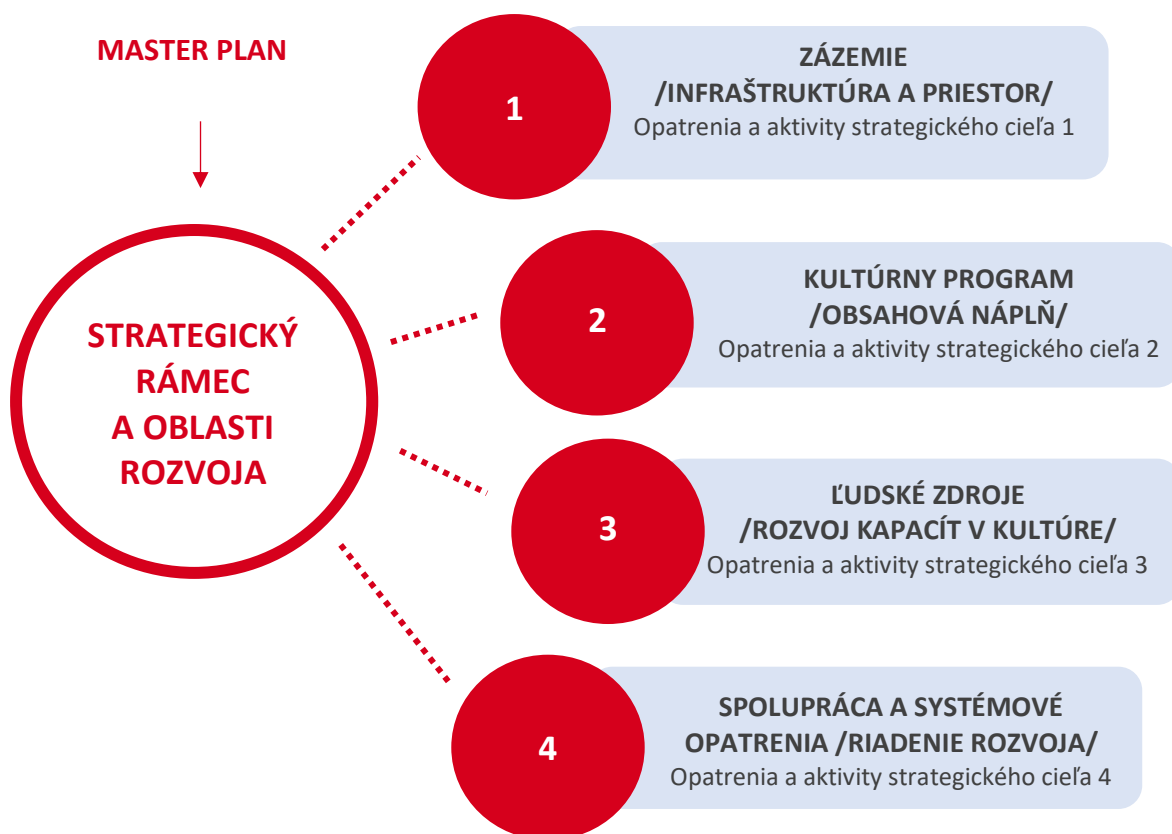 MASTER PLAN
STRATEGICKÝ
RÁMEC
A OBLASTI
ROZVOJA
1
ZÁZEMIE
/INFRAŠTRUKTÚRA A PRIESTOR/
Opatrenia a aktivity strategického cieľa 1
2
KULTÚRNY PROGRAM
/OBSAHOVÁ NÁPLŇ/
Opatrenia a aktivity strategického cieľa 2
3
ĽUDSKÉ ZDROJE
/ROZVOJ KAPACÍT V KULTÚRE/
Opatrenia a aktivity strategického cieľa 3
4
SPOLUPRÁCA A SYSTÉMOVÉ
OPATRENIA /RIADENIE ROZVOJA/
Opatrenia a aktivity strategického cieľa 4